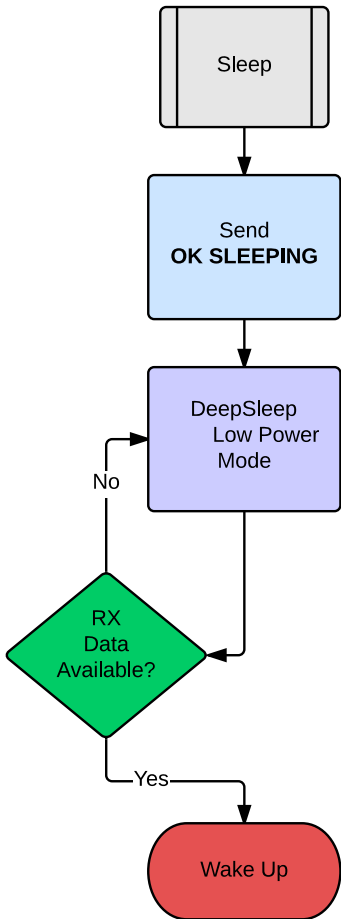 Sleep
Send
OK SLEEPING
DeepSleep
Low Power
Mode
No
RX
Data
Available?
Yes
Wake Up